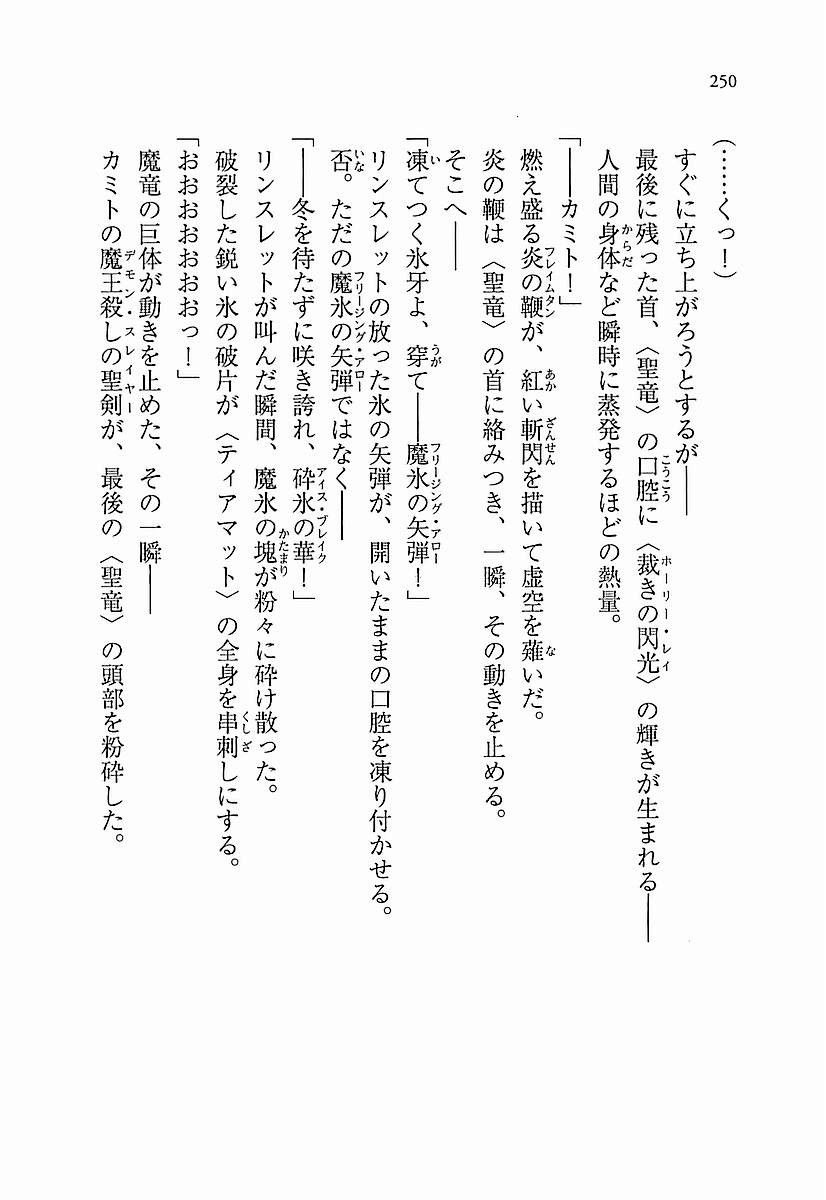 250
(……くっ！)
すぐに立ち上がろうとするが――
最後に残った首、〈聖竜〉の口腔に〈裁きの閃光〉の輝きが生まれる――
人間の身体など瞬時に蒸発するほどの熱量。
「――カミト！」
燃え盛る炎の鞭が、紅い斬閃を描いて虚空を薙いだ。
炎の鞭は〈聖竜〉の首に絡みつき、一瞬、その動きを止める。
そこへ――
「凍てつく氷牙よ、穿て――魔氷の矢弾！」
リンスレットの放った氷の矢弾が、開いたままの口腔を凍り付かせる。
否。ただの魔氷の矢弾ではなく――
「――冬を待たずに咲き誇れ、砕氷の華！」
リンスレットが叫んだ瞬間、魔氷の塊が粉々に砕け散った。
破裂した鋭い氷の破片が〈ティアマット〉の全身を串刺しにする。
「おおおおおおおっ！」
魔竜の巨体が動きを止めた、その一瞬――
カミトの魔王殺しの聖剣が、最後の〈聖竜〉の頭部を粉砕した。